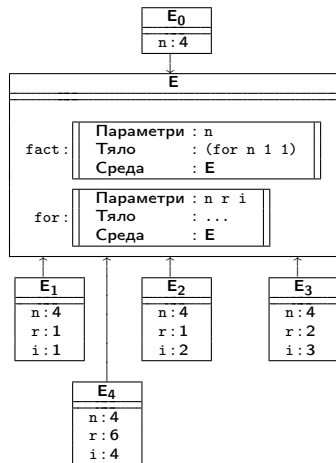 E0
n : 4
E
fact :
Параметри : n
Тяло : (for n 1 1)
Среда : E
for :
Параметри : n r i
Тяло : ...
Среда : E
E1
n : 4
r : 1
i : 1
E2
n : 4
r : 1
i : 2
E3
n : 4
r : 2
i : 3
E4
n : 4
r : 6
i : 4